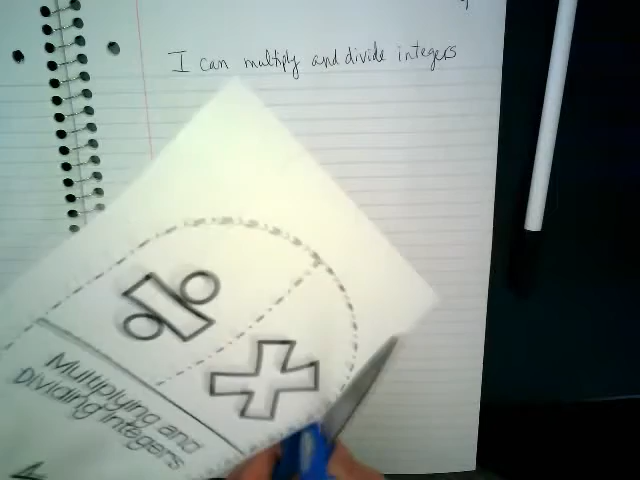 I can multiply and divide integers
Multiplying and
Dividing Integers